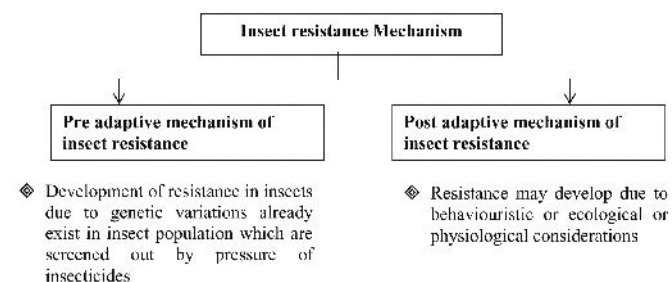 Insect resistance Mechanism
Pre adaptive mechanism of
insect resistance
Post adaptive mechanism of
insect resistance
Development of resistance in insects
due to genetic variations already
exist in insect population which are
screened out by pressure of
insecticides
Resistance may develop due to
behaviouristic or ecological or
physiological considerations